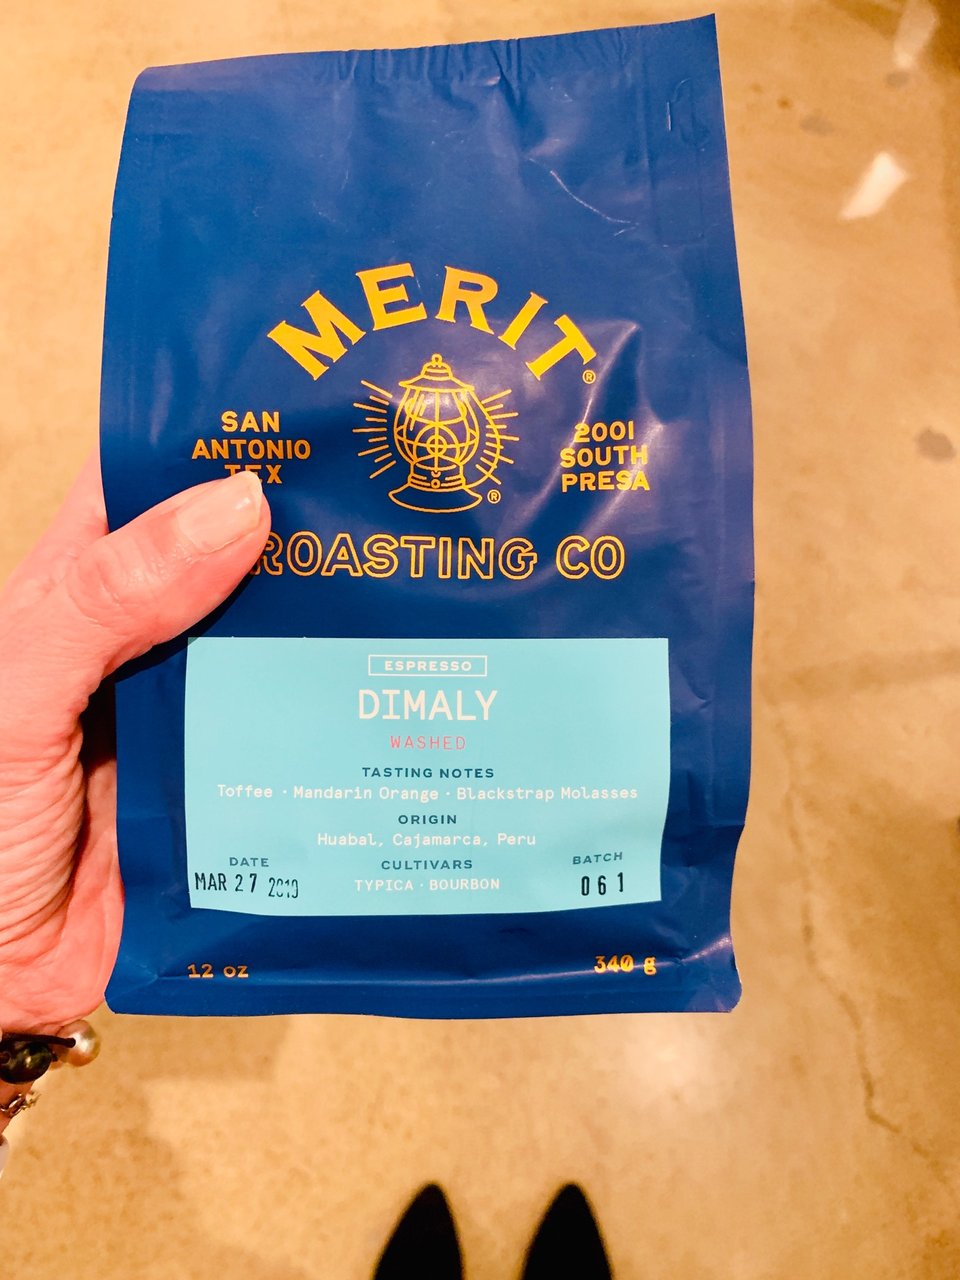 MERIT®
SAN
ANTONIO
TEX
®
2001
SOUTH
PRESA
ROASTING CO
ESPRESSO
DIMALY
WASHED
TASTING NOTES
Toffee · Mandarin Orange · Blackstrap Molasses
ORIGIN
Huabal, Cajamarca, Peru
DATE
MAR 27 2019
CULTIVARS
TYPICA · BOURBON
BATCH
061
12 oz
340 g